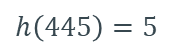 h(445) = 5